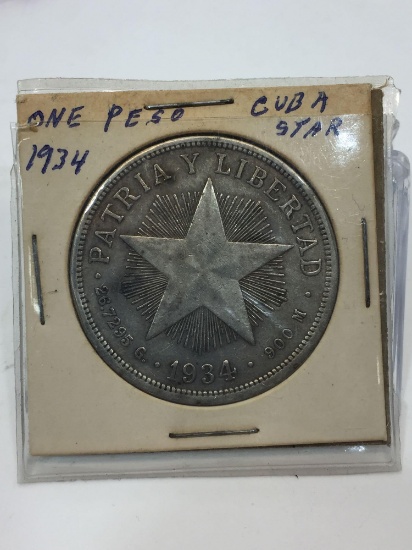 ONE PESO CUBA
STAR
1934
PATRIA Y LIBERTAD
26.7295 G. · 1934 · 900 M